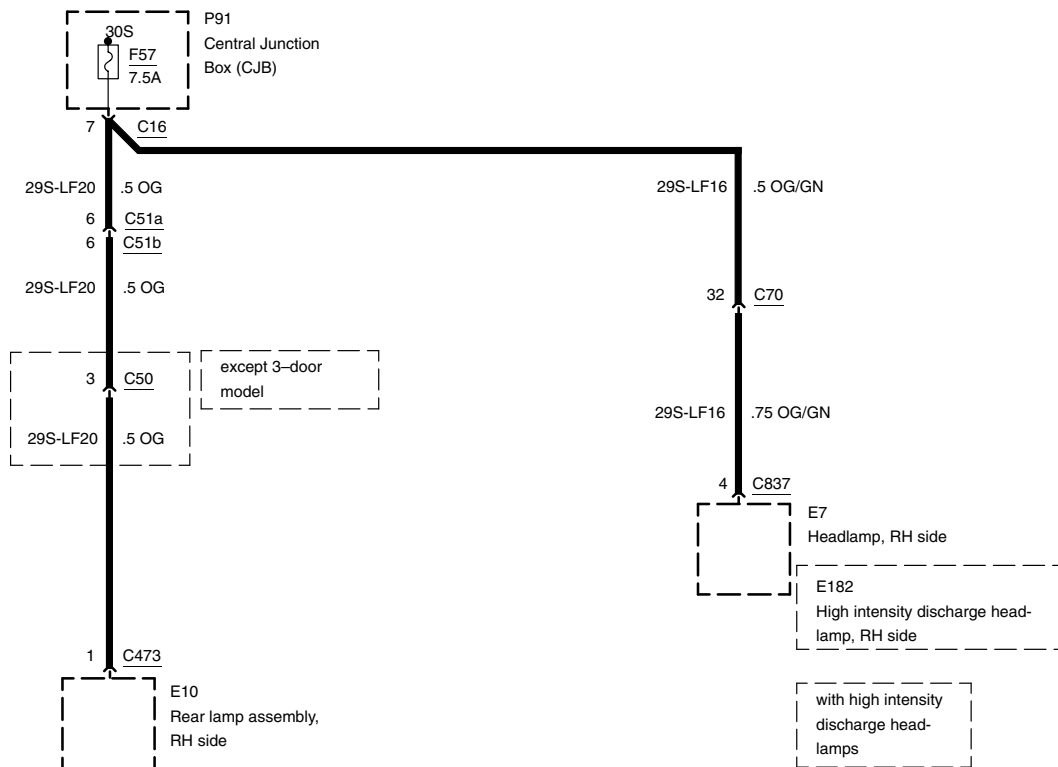 30S
F57
7.5A
P91
Central Junction
Box (CJB)
7 C16
29S-LF20 .5 OG
29S-LF16 .5 OG/GN
6 C51a
6 C51b
29S-LF20 .5 OG
32 C70
except 3–door
model
3 C50
29S-LF20 .5 OG
29S-LF16 .75 OG/GN
4 C837
E7
Headlamp, RH side
E182
High intensity discharge head-
lamp, RH side
1 C473
E10
Rear lamp assembly,
RH side
with high intensity
discharge head-
lamps